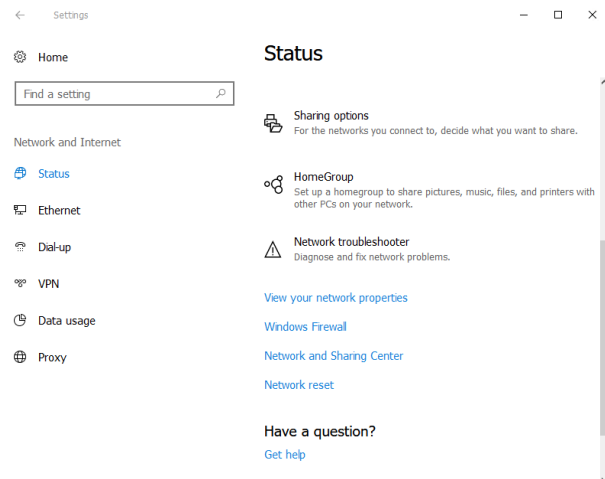 Settings
Home
Find a setting
Network and Internet
Status
Ethernet
Dial-up
VPN
Data usage
Proxy
Status
Sharing options
For the networks you connect to, decide what you want to share.
HomeGroup
Set up a homegroup to share pictures, music, files, and printers with
other PCs on your network.
Network troubleshooter
Diagnose and fix network problems.
View your network properties
Windows Firewall
Network and Sharing Center
Network reset
Have a question?
Get help